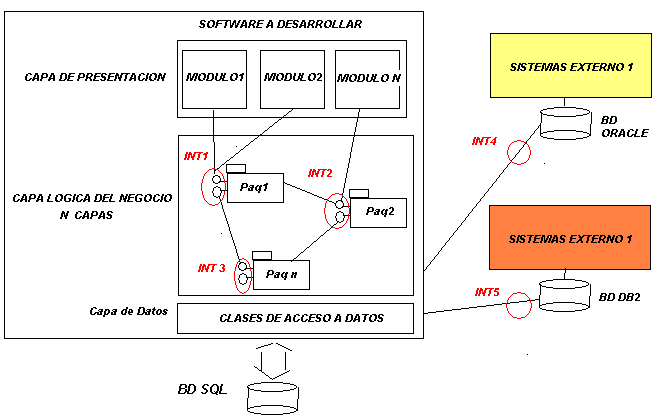 SOFTWARE A DESARROLLAR
CAPA DE PRESENTACION
MODULO1
MODULO2
MODULO N
SISTEMAS EXTERNO 1
BD
ORACLE
INT4
INT1
INT2
Paq1
Paq2
CAPA LOGICA DEL NEGOCIO
N CAPAS
INT 3
Paq n
SISTEMAS EXTERNO 1
INT5
BD DB2
Capa de Datos
CLASES DE ACCESO A DATOS
BD SQL